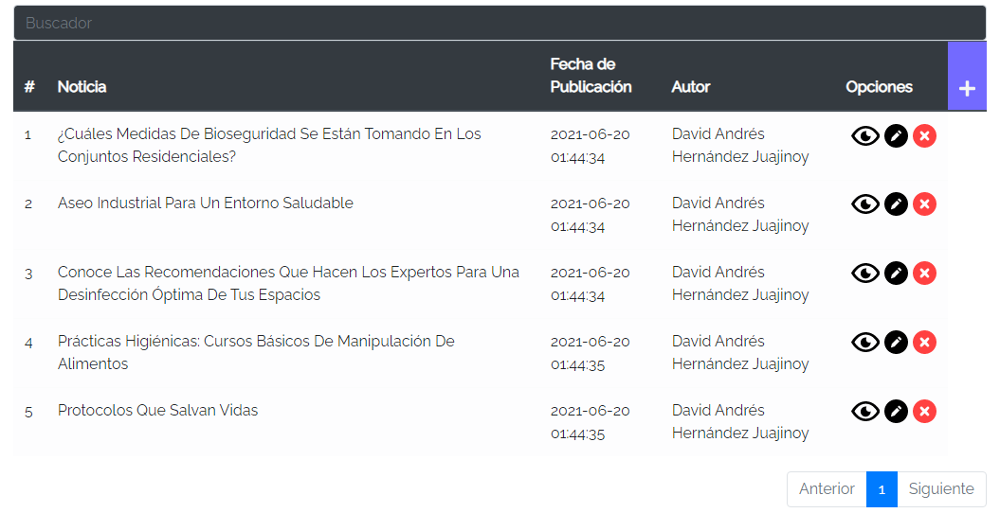 Buscador
# Noticia Fecha de Publicación Autor Opciones +
1 ¿Cuáles Medidas De Bioseguridad Se Están Tomando En Los 2021-06-20 David Andrés
Conjuntos Residenciales? 01:44:34 Hernández Juajinoy
2 Aseo Industrial Para Un Entorno Saludable 2021-06-20 David Andrés
01:44:34 Hernández Juajinoy
3 Conoce Las Recomendaciones Que Hacen Los Expertos Para Una 2021-06-20 David Andrés
Desinfección Óptima De Tus Espacios 01:44:34 Hernández Juajinoy
4 Prácticas Higiénicas: Cursos Básicos De Manipulación De 2021-06-20 David Andrés
Alimentos 01:44:35 Hernández Juajinoy
5 Protocolos Que Salvan Vidas 2021-06-20 David Andrés
01:44:35 Hernández Juajinoy
Anterior 1 Siguiente